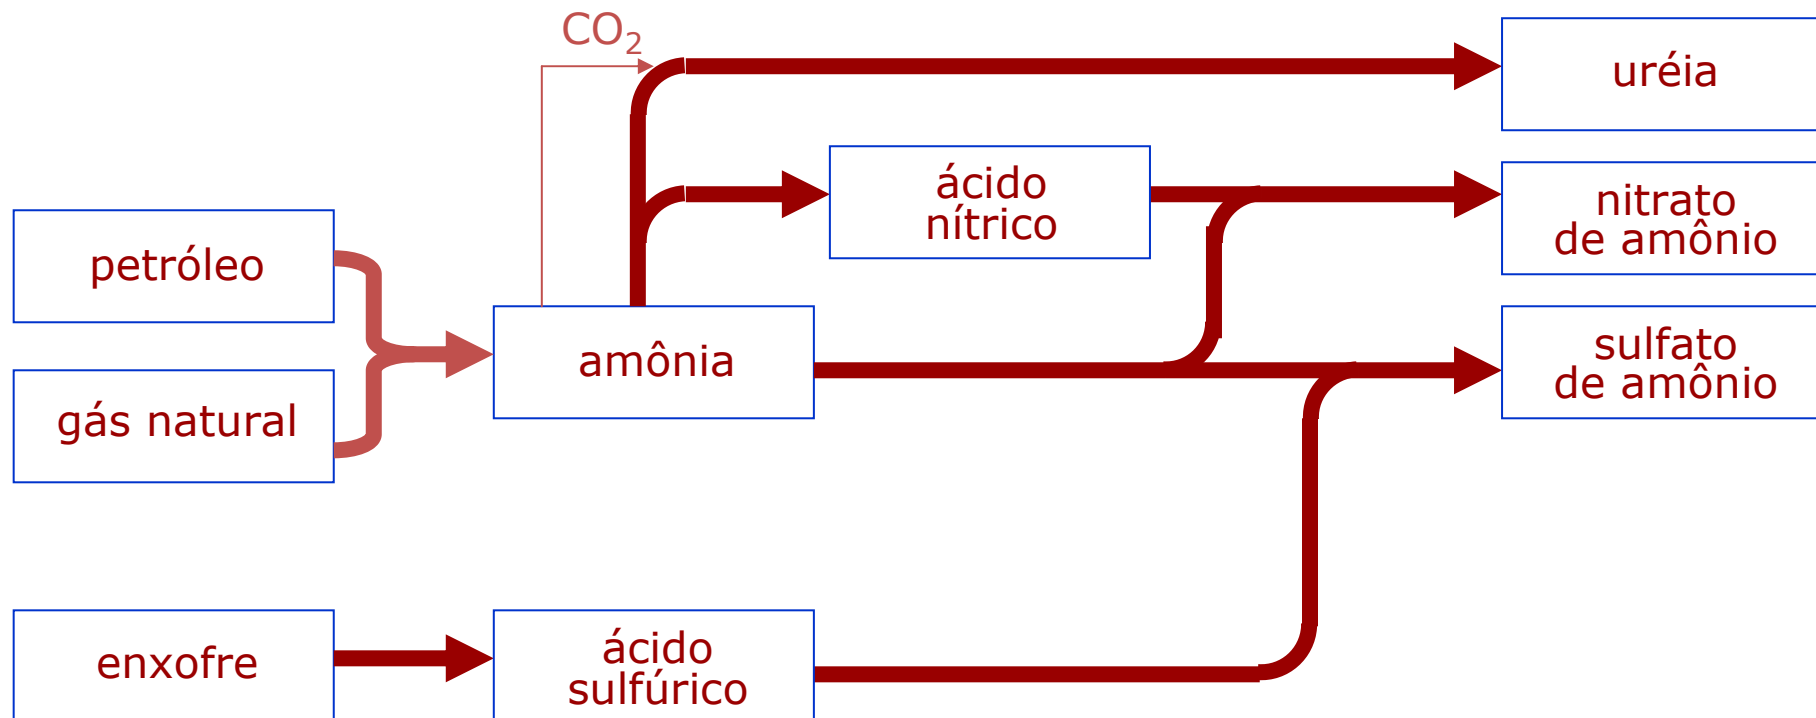 CO₂
uréia
ácido
nítrico
nitrato
de amônio
petróleo
amônia
sulfato
de amônio
gás natural
enxofre
ácido
sulfúrico